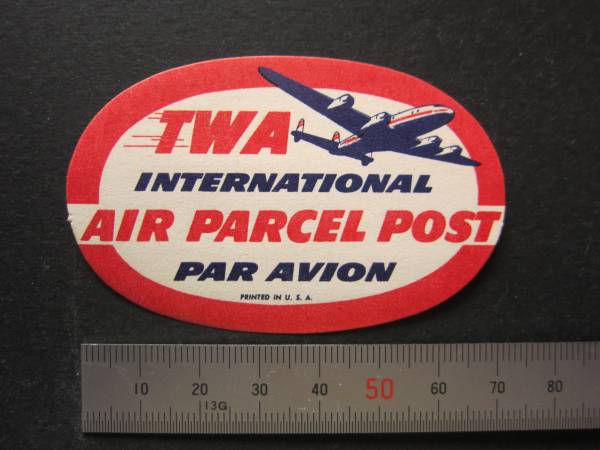 TWA
INTERNATIONAL
AIR PARCEL POST
PAR AVION
PRINTED IN U. S. A.
10 20 30 40 50 60 70 80
13G